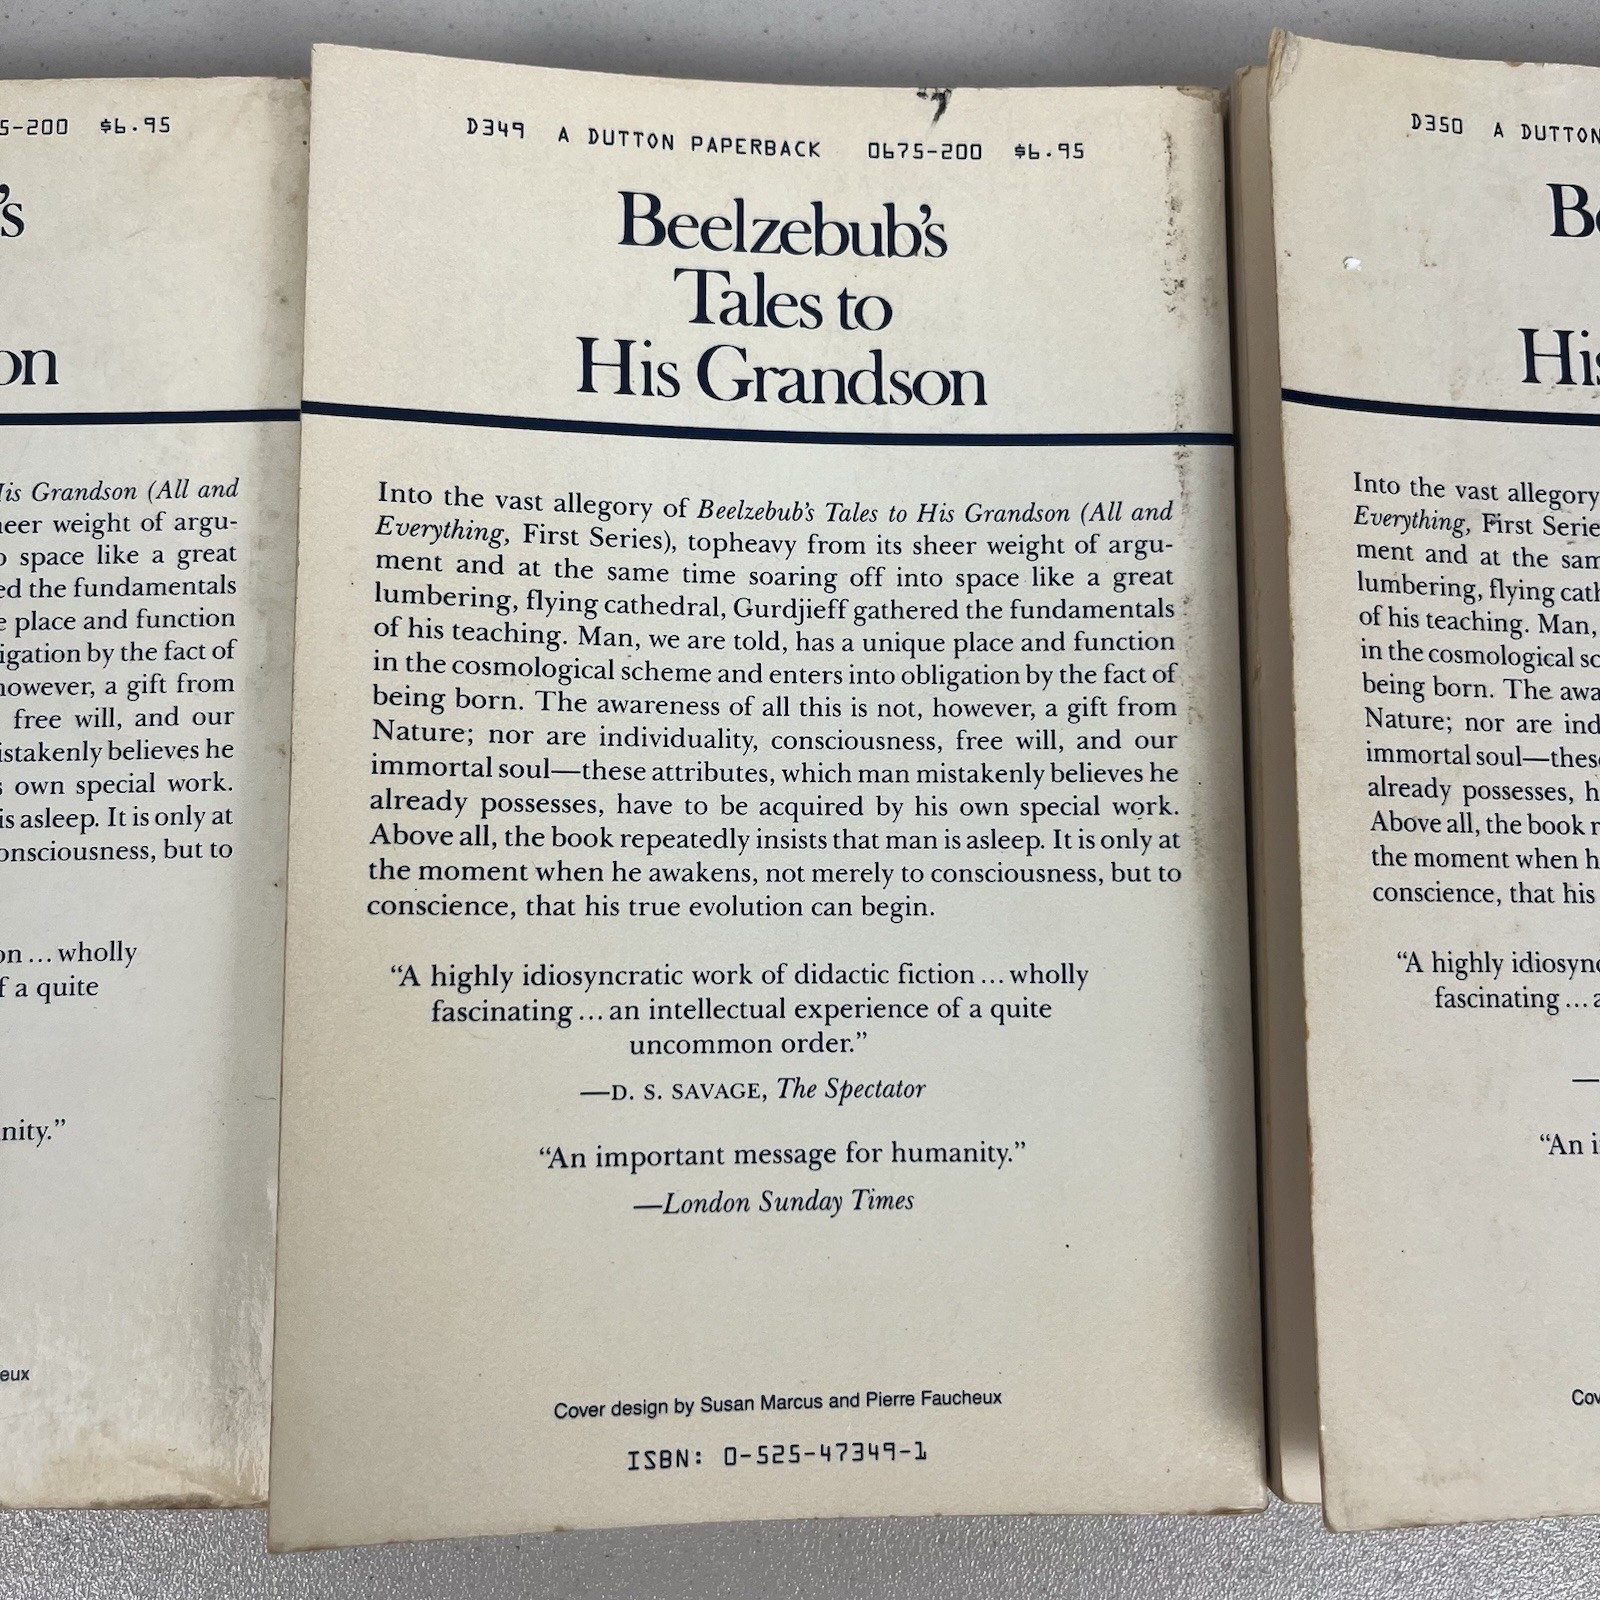 5-200 $6.95
's
on
His Grandson (All and
heer weight of argu-
o space like a great
ed the fundamentals
e place and function
igation by the fact of
however, a gift from
free will, and our
istakenly believes he
s own special work.
is asleep. It is only at
onsciousness, but to
on ... wholly
f a quite
nity.”
eux
D349 A DUTTON PAPERBACK 0675-200 $6.95
Beelzebub's
Tales to
His Grandson
Into the vast allegory of Beelzebub's Tales to His Grandson (All and
Everything, First Series), topheavy from its sheer weight of argu-
ment and at the same time soaring off into space like a great
lumbering, flying cathedral, Gurdjieff gathered the fundamentals
of his teaching. Man, we are told, has a unique place and function
in the cosmological scheme and enters into obligation by the fact of
being born. The awareness of all this is not, however, a gift from
Nature; nor are individuality, consciousness, free will, and our
immortal soul—these attributes, which man mistakenly believes he
already possesses, have to be acquired by his own special work.
Above all, the book repeatedly insists that man is asleep. It is only at
the moment when he awakens, not merely to consciousness, but to
conscience, that his true evolution can begin.
“A highly idiosyncratic work of didactic fiction ... wholly
fascinating ... an intellectual experience of a quite
uncommon order.”
—D. S. SAVAGE, The Spectator
“An important message for humanity.”
—London Sunday Times
Cover design by Susan Marcus and Pierre Faucheux
ISBN: 0-525-47349-1
D350 A DUTTON
Be
His
Into the vast allegory
Everything, First Serie
ment and at the sam
lumbering, flying cath
of his teaching. Man,
in the cosmological sc
being born. The awa
Nature; nor are ind
immortal soul—these
already possesses, h
Above all, the book r
the moment when h
conscience, that his
“A highly idiosync
fascinating ... a
—
“An i
Cov